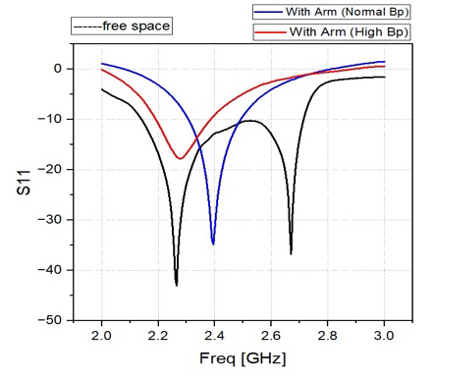 ------free space
With Arm (Normal Bp)
With Arm (High Bp)
0
−10
−20
−30
−40
−50
S11
2.0 2.2 2.4 2.6 2.8 3.0
Freq [GHz]